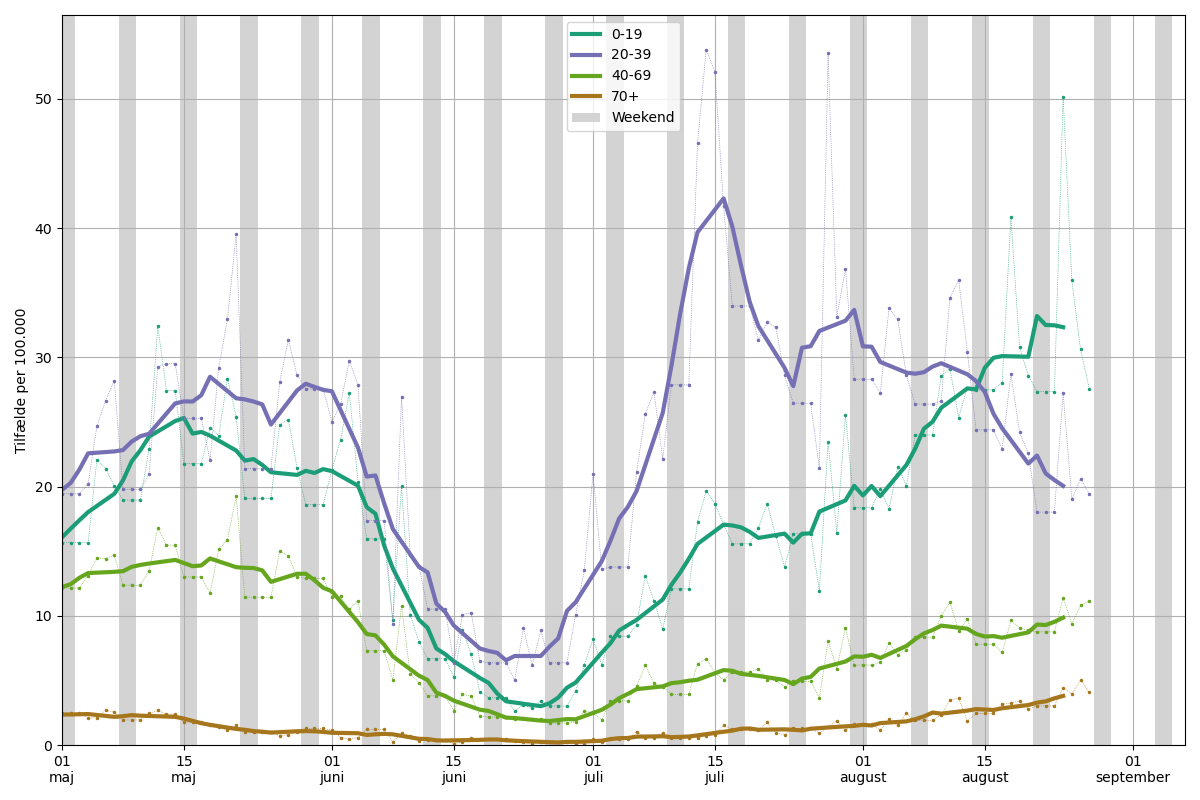 0-19
20-39
40-69
70+
Weekend
Tilfælde per 100.000
50
40
30
20
10
0
01 15 01 15 01 15 01 15 01
maj maj juni juni juli juli august august september